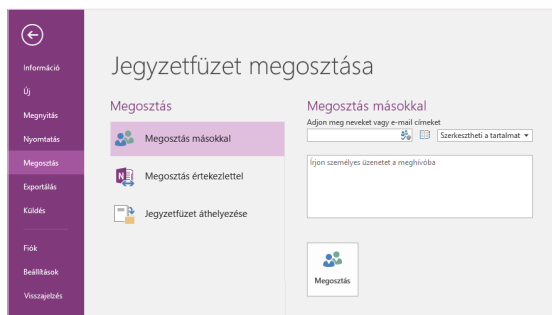 Információ
Új
Megnyitás
Nyomtatás
Megosztás
Exportálás
Küldés
Fiók
Beállítások
Visszajelzés
Jegyzetfüzet megosztása
Megosztás
Megosztás másokkal
Megosztás értekezlettel
Jegyzetfüzet áthelyezése
Megosztás másokkal
Adjon meg neveket vagy e-mail címeket
Szerkesztheti a tartalmat
Írjon személyes üzenetet a meghívóba
Megosztás